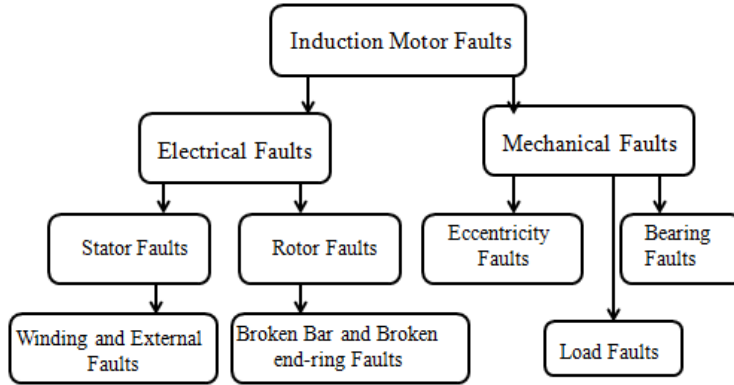 Induction Motor Faults
Electrical Faults
Mechanical Faults
Stator Faults
Rotor Faults
Eccentricity
Faults
Bearing
Faults
Winding and External
Faults
Broken Bar and Broken
end-ring Faults
Load Faults